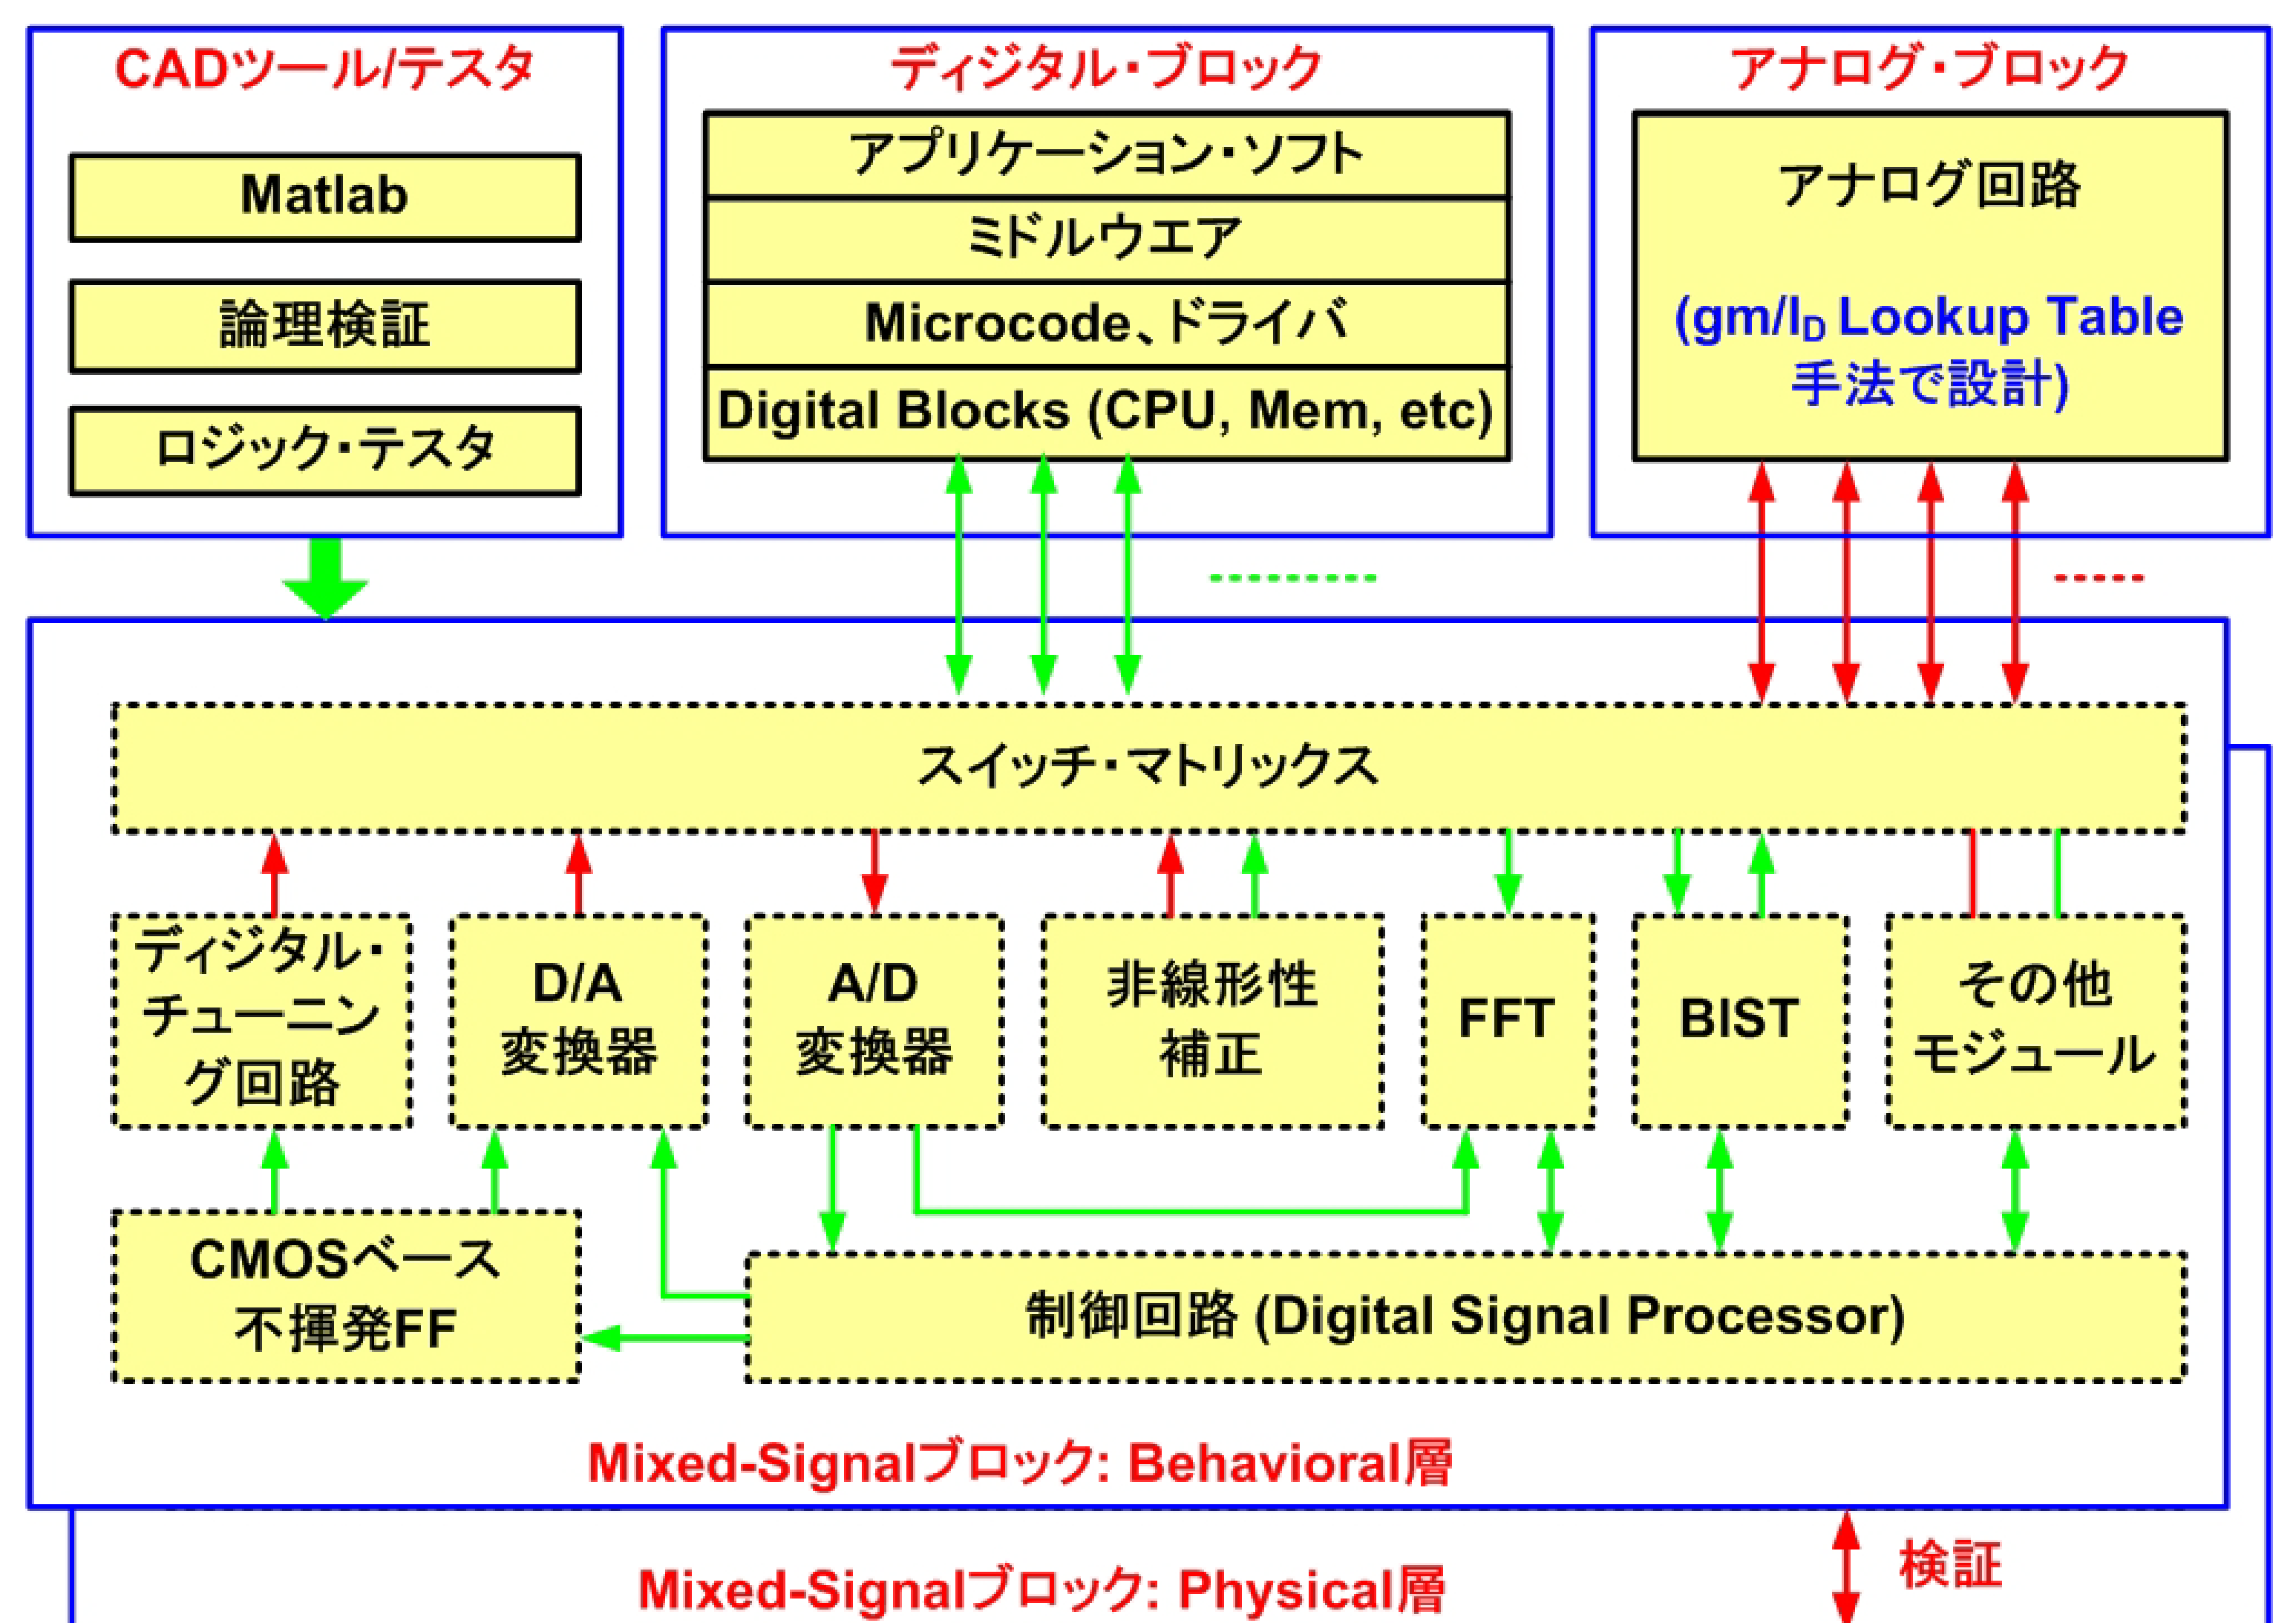 CADツール/テスタ
Matlab
論理検証
ロジック・テスタ
ディジタル・ブロック
アプリケーション・ソフト
ミドルウエア
Microcode、ドライバ
Digital Blocks (CPU, Mem, etc)
アナログ・ブロック
アナログ回路
(gm/ID Lookup Table
手法で設計)
スイッチ・マトリックス
ディジタル・
チューニン
グ回路
D/A
変換器
A/D
変換器
非線形性
補正
FFT
BIST
その他
モジュール
CMOSベース
不揮発FF
制御回路 (Digital Signal Processor)
Mixed-Signalブロック: Behavioral層
検証
Mixed-Signalブロック: Physical層